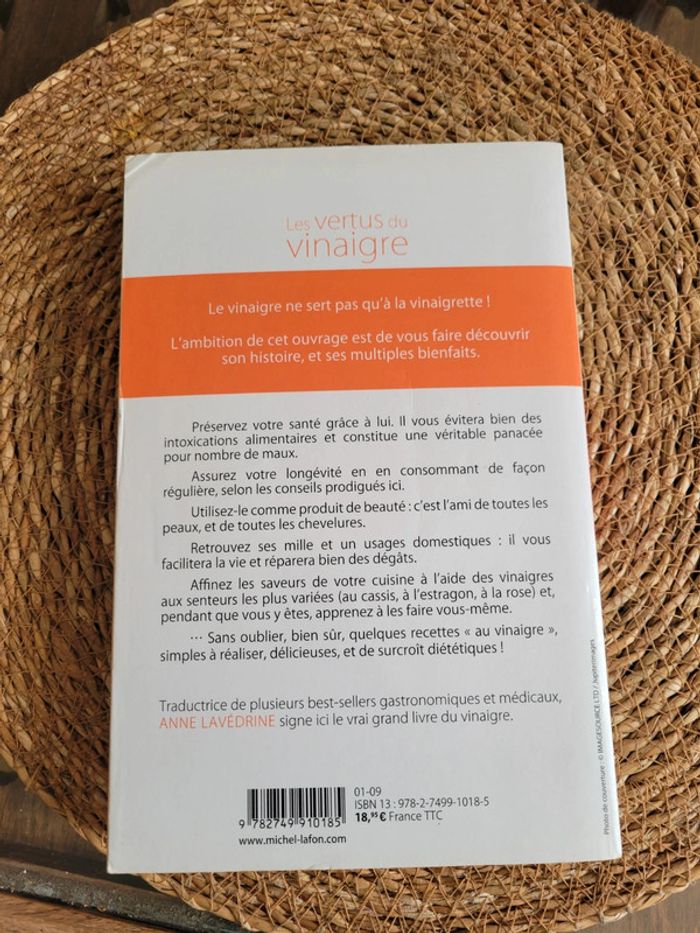 Les vertus du
vinaigre
Le vinaigre ne sert pas qu'à la vinaigrette !
L'ambition de cet ouvrage est de vous faire découvrir
son histoire, et ses multiples bienfaits.
Préservez votre santé grâce à lui. Il vous évitera bien des
intoxications alimentaires et constitue une véritable panacée
pour nombre de maux.
Assurez votre longévité en en consommant de façon
régulière, selon les conseils prodigués ici.
Utilisez-le comme produit de beauté : c'est l'ami de toutes les
peaux, et de toutes les chevelures.
Retrouvez ses mille et un usages domestiques : il vous
facilitera la vie et réparera bien des dégâts.
Affinez les saveurs de votre cuisine à l'aide des vinaigres
aux senteurs les plus variées (au cassis, à l'estragon, à la rose) et,
pendant que vous y êtes, apprenez à les faire vous-même.
… Sans oublier, bien sûr, quelques recettes « au vinaigre »,
simples à réaliser, délicieuses, et de surcroît diététiques !
Traductrice de plusieurs best-sellers gastronomiques et médicaux,
ANNE LAVÉDRINE signe ici le vrai grand livre du vinaigre.
01-09
ISBN 13 : 978-2-7499-1018-5
18,95 € France TTC
9 782749 910185
www.michel-lafon.com
Photo de couverture : © IMAGESOURCE LTD / Jupiterimages